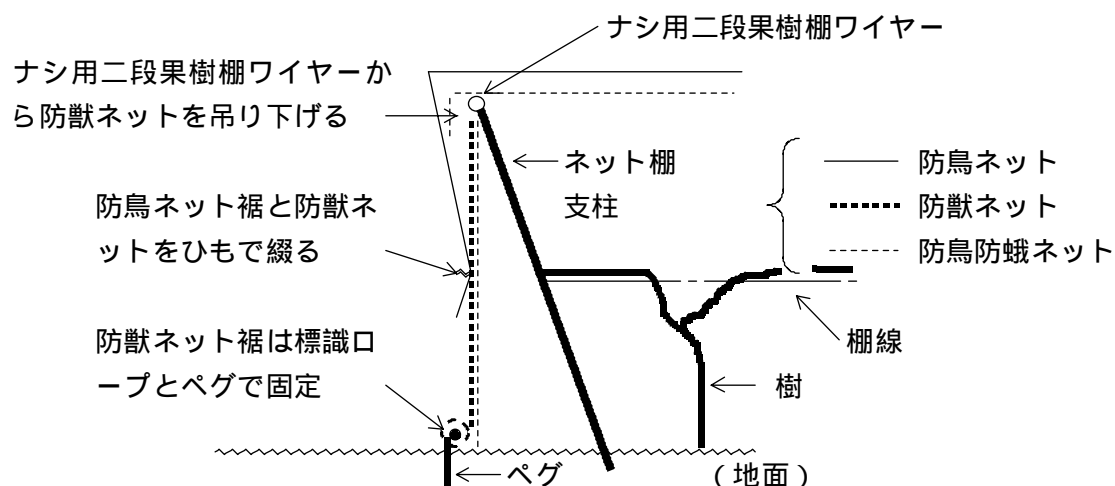 ナシ用二段果樹棚ワイヤー
ナシ用二段果樹棚ワイヤーか
ら防獣ネットを吊り下げる
ネット棚
支柱
防鳥ネット
防獣ネット
防鳥防蛾ネット
防鳥ネット裾と防獣ネ
ットをひもで綴る
棚線
防獣ネット裾は標識ロ
ープとペグで固定
樹
ペグ
(地面)